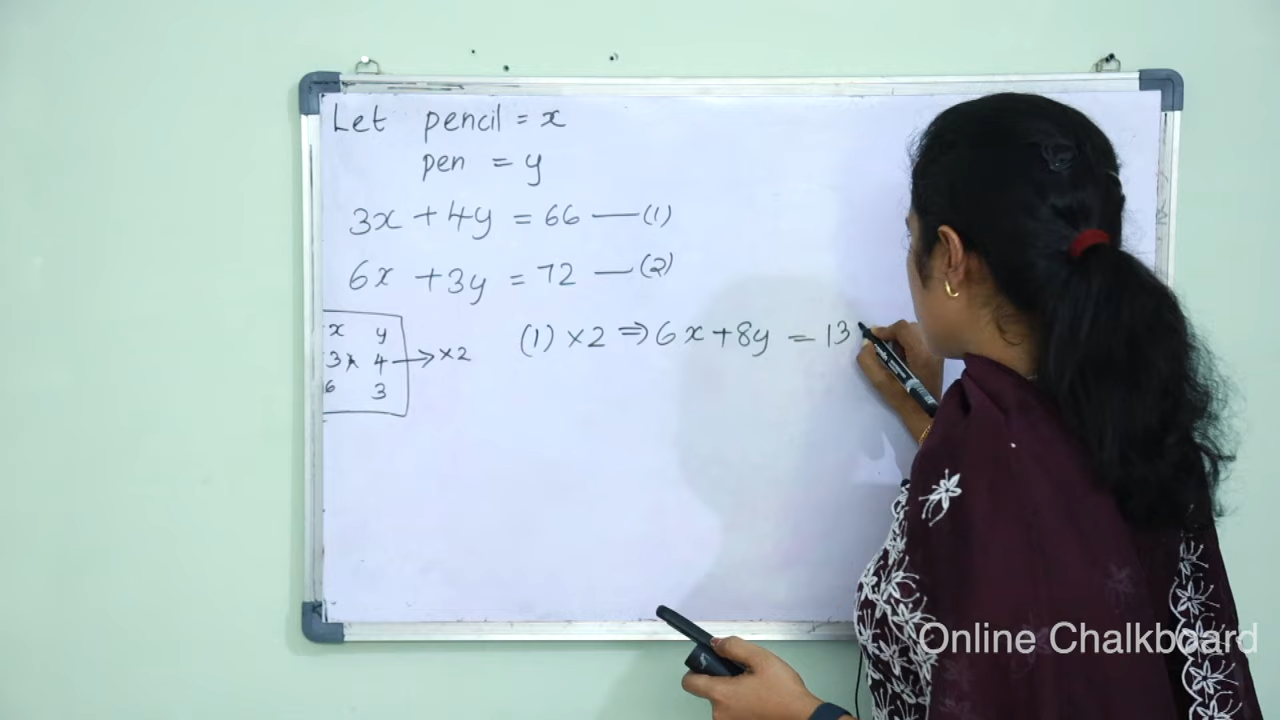 Let pencil = x
pen = y
3x + 4y = 66 — (1)
6x + 3y = 72 — (2)
x y
3x 4 → ×2
6 3
(1) ×2 ⇒ 6x + 8y = 13
Online Chalkboard